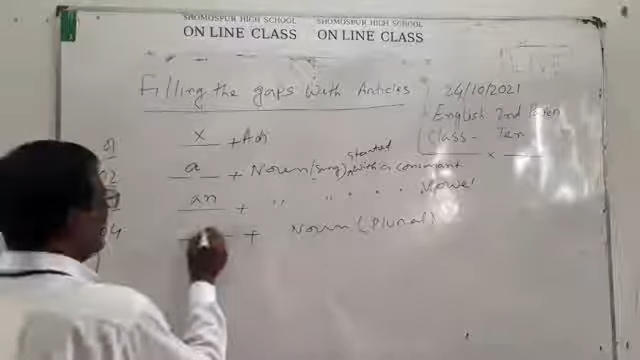 SHOMOSPUR HIGH SCHOOL SHOMOSPUR HIGH SCHOOL
ON LINE CLASS ON LINE CLASS
Filling the gaps with Articles
24/10/2021
English 2nd
Class - Ten
x + Adj
a + Noun (sing) started with a consonant
an + " " " " " Vowel
04 + Noun (Plural)